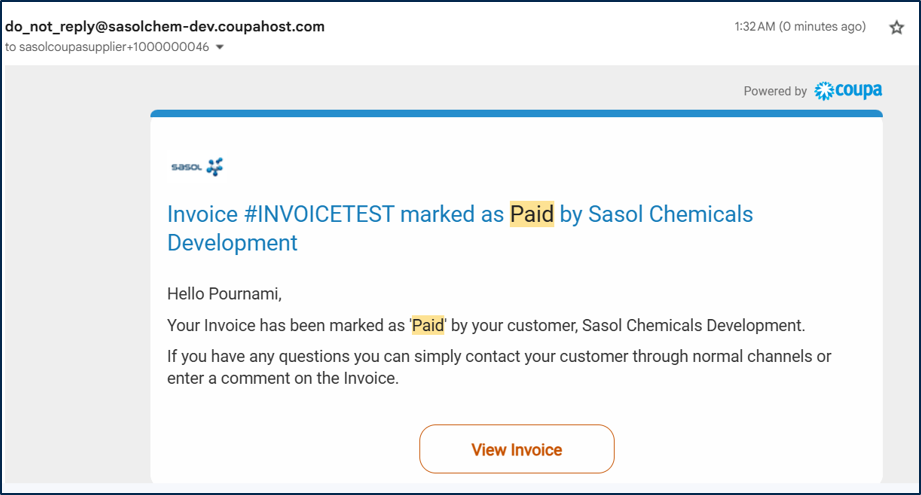 do_not_reply@sasolchem-dev.coupahost.com
1:32 AM (0 minutes ago)
to sasolcoupasupplier+1000000046
Powered by coupa
sasol
Invoice #INVOICETEST marked as Paid by Sasol Chemicals
Development
Hello Pournami,
Your Invoice has been marked as 'Paid' by your customer, Sasol Chemicals Development.
If you have any questions you can simply contact your customer through normal channels or
enter a comment on the Invoice.
View Invoice